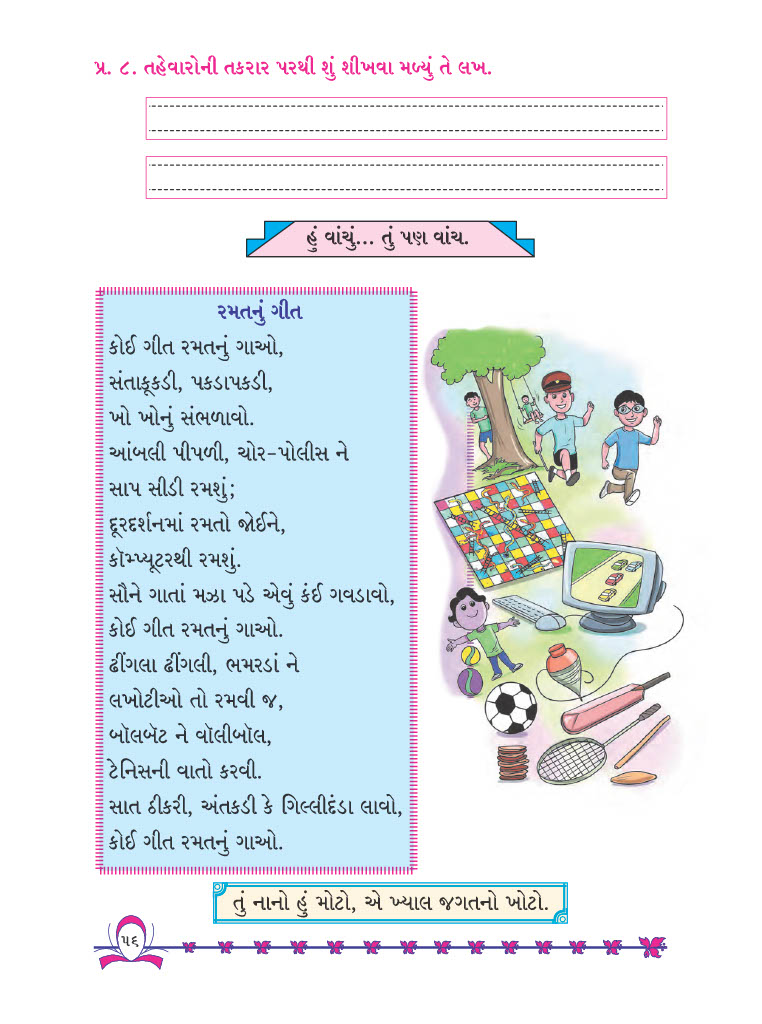 પ્ર. ૮. તહેવારોની તકરાર પરથી શું શીખવા મળ્યું તે લખ.
હું વાંચું... તું પણ વાંચ.
રમતનું ગીત
કોઈ ગીત રમતનું ગાઓ,
સંતાકૂકડી, પકડાપકડી,
ખો ખોનું સંભળાવો.
આંબલી પીપળી, ચોર-પોલીસ ને
સાપ સીડી રમશું;
દૂરદર્શનમાં રમતો જોઈને,
કૉમ્પ્યૂટરથી રમશું.
સૌને ગાતાં મઝા પડે એવું કંઈ ગવડાવો,
કોઈ ગીત રમતનું ગાઓ.
ઢીંગલા ઢીંગલી, ભમરડાં ને
લખોટીઓ તો રમવી જ,
બૉલબૅટ ને વૉલીબૉલ,
ટેનિસની વાતો કરવી.
સાત ઠીકરી, અંતકડી કે ગિલ્લીદંડા લાવો,
કોઈ ગીત રમતનું ગાઓ.
તું નાનો હું મોટો, એ ખ્યાલ જગતનો ખોટો.
૫૬